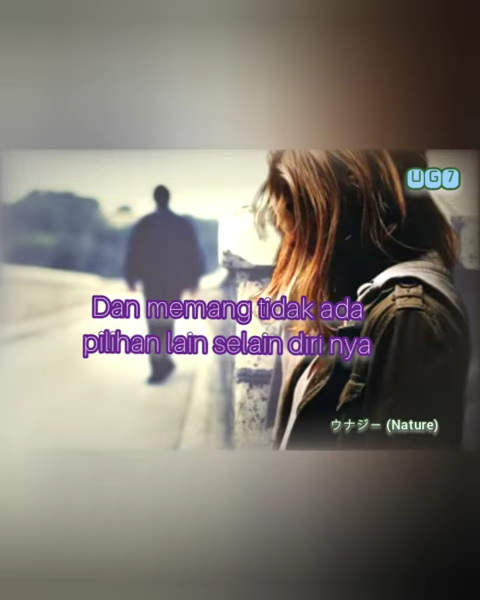 UG7
Dan memang tidak ada
pilihan lain selain diri nya
ウナジー (Nature)